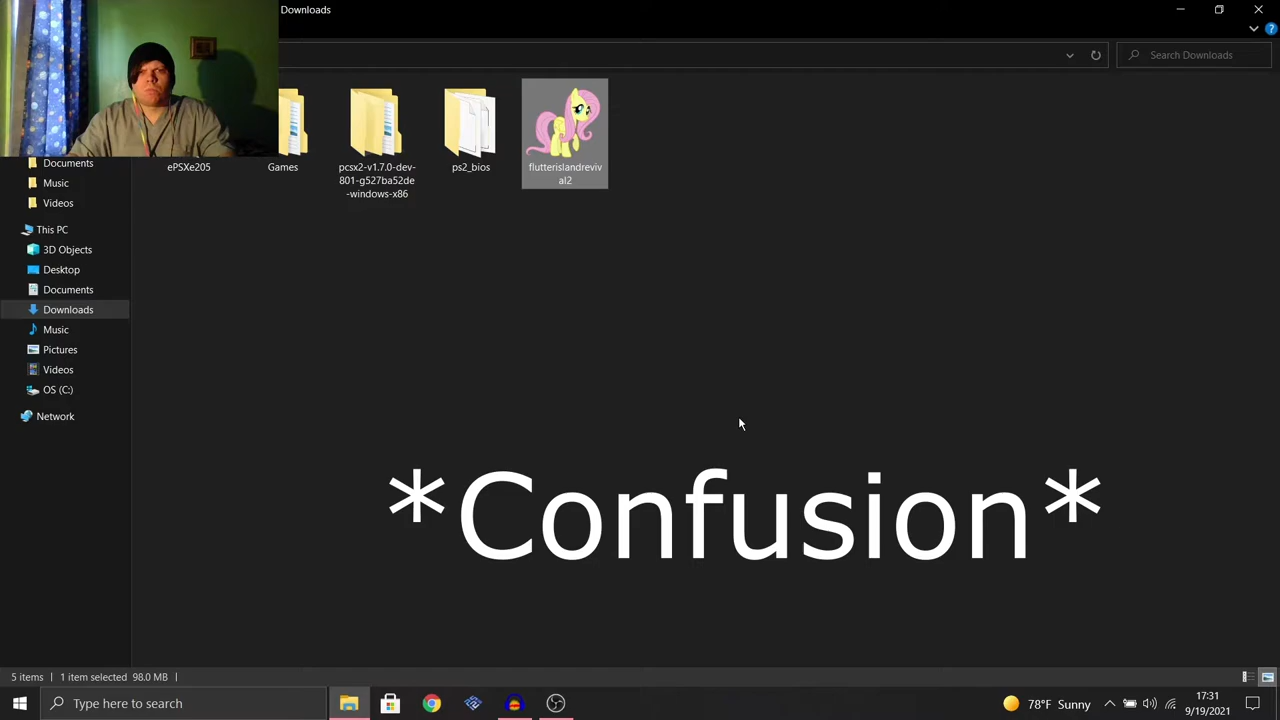 Downloads
Search Downloads
ePSXe205
Games
pcsx2-v1.7.0-dev-
801-g527ba52de
-windows-x86
ps2_bios
flutterislandreviv
al2
Documents
Music
Videos
This PC
3D Objects
Desktop
Documents
Downloads
Music
Pictures
Videos
OS (C:)
Network
*Confusion*
5 items
1 item selected 98.0 MB
Type here to search
78°F Sunny
17:31
9/19/2021